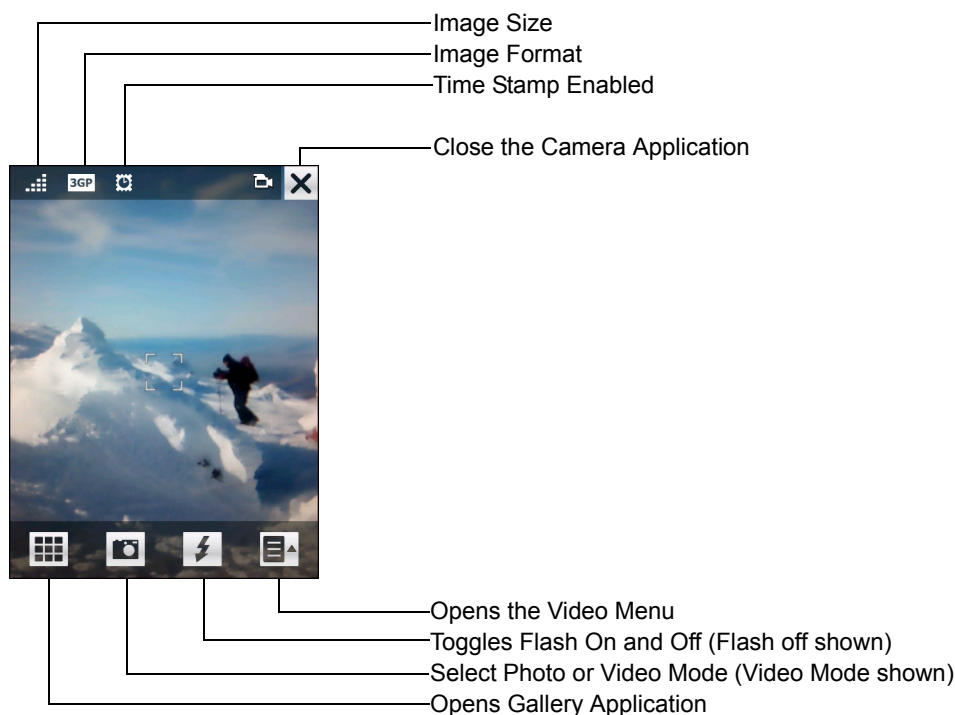 Image Size
Image Format
Time Stamp Enabled
Close the Camera Application
3GP
Opens the Video Menu
Toggles Flash On and Off (Flash off shown)
Select Photo or Video Mode (Video Mode shown)
Opens Gallery Application